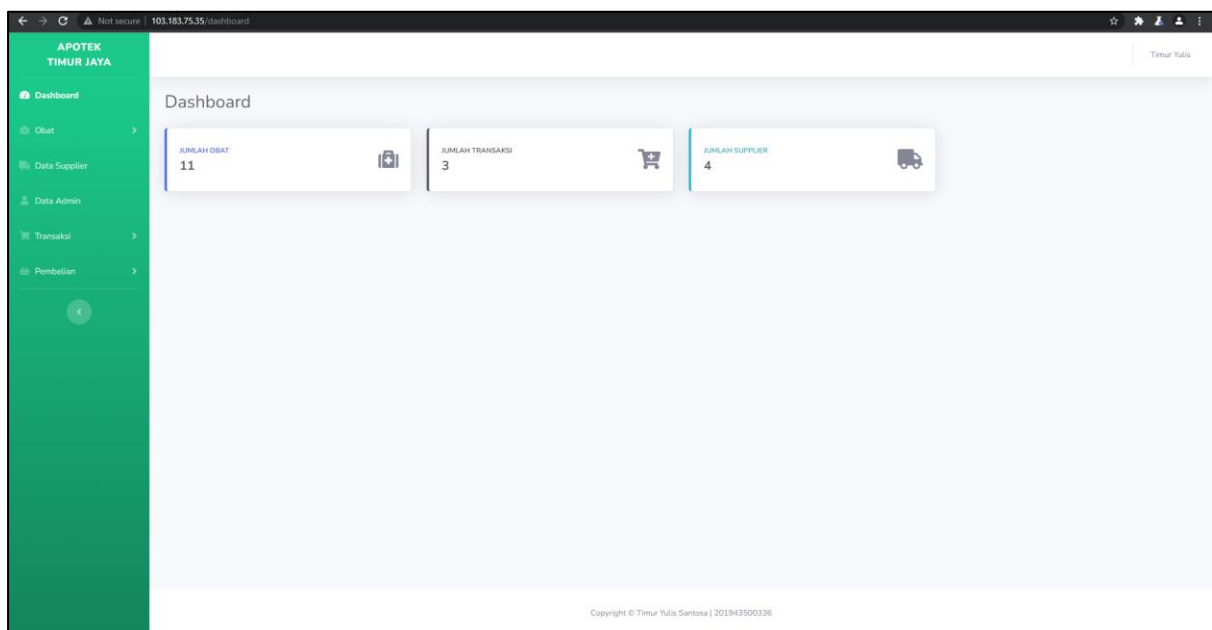 Not secure | 103.183.75.35/dashboard
APOTEK
TIMUR JAYA
Timur Yulis
Dashboard
Obat
Data Supplier
Data Admin
Transaksi
Pembelian
Dashboard
JUMLAH OBAT
11
JUMLAH TRANSAKSI
3
JUMLAH SUPPLIER
4
Copyright © Timur Yulis Santosa | 201943500336